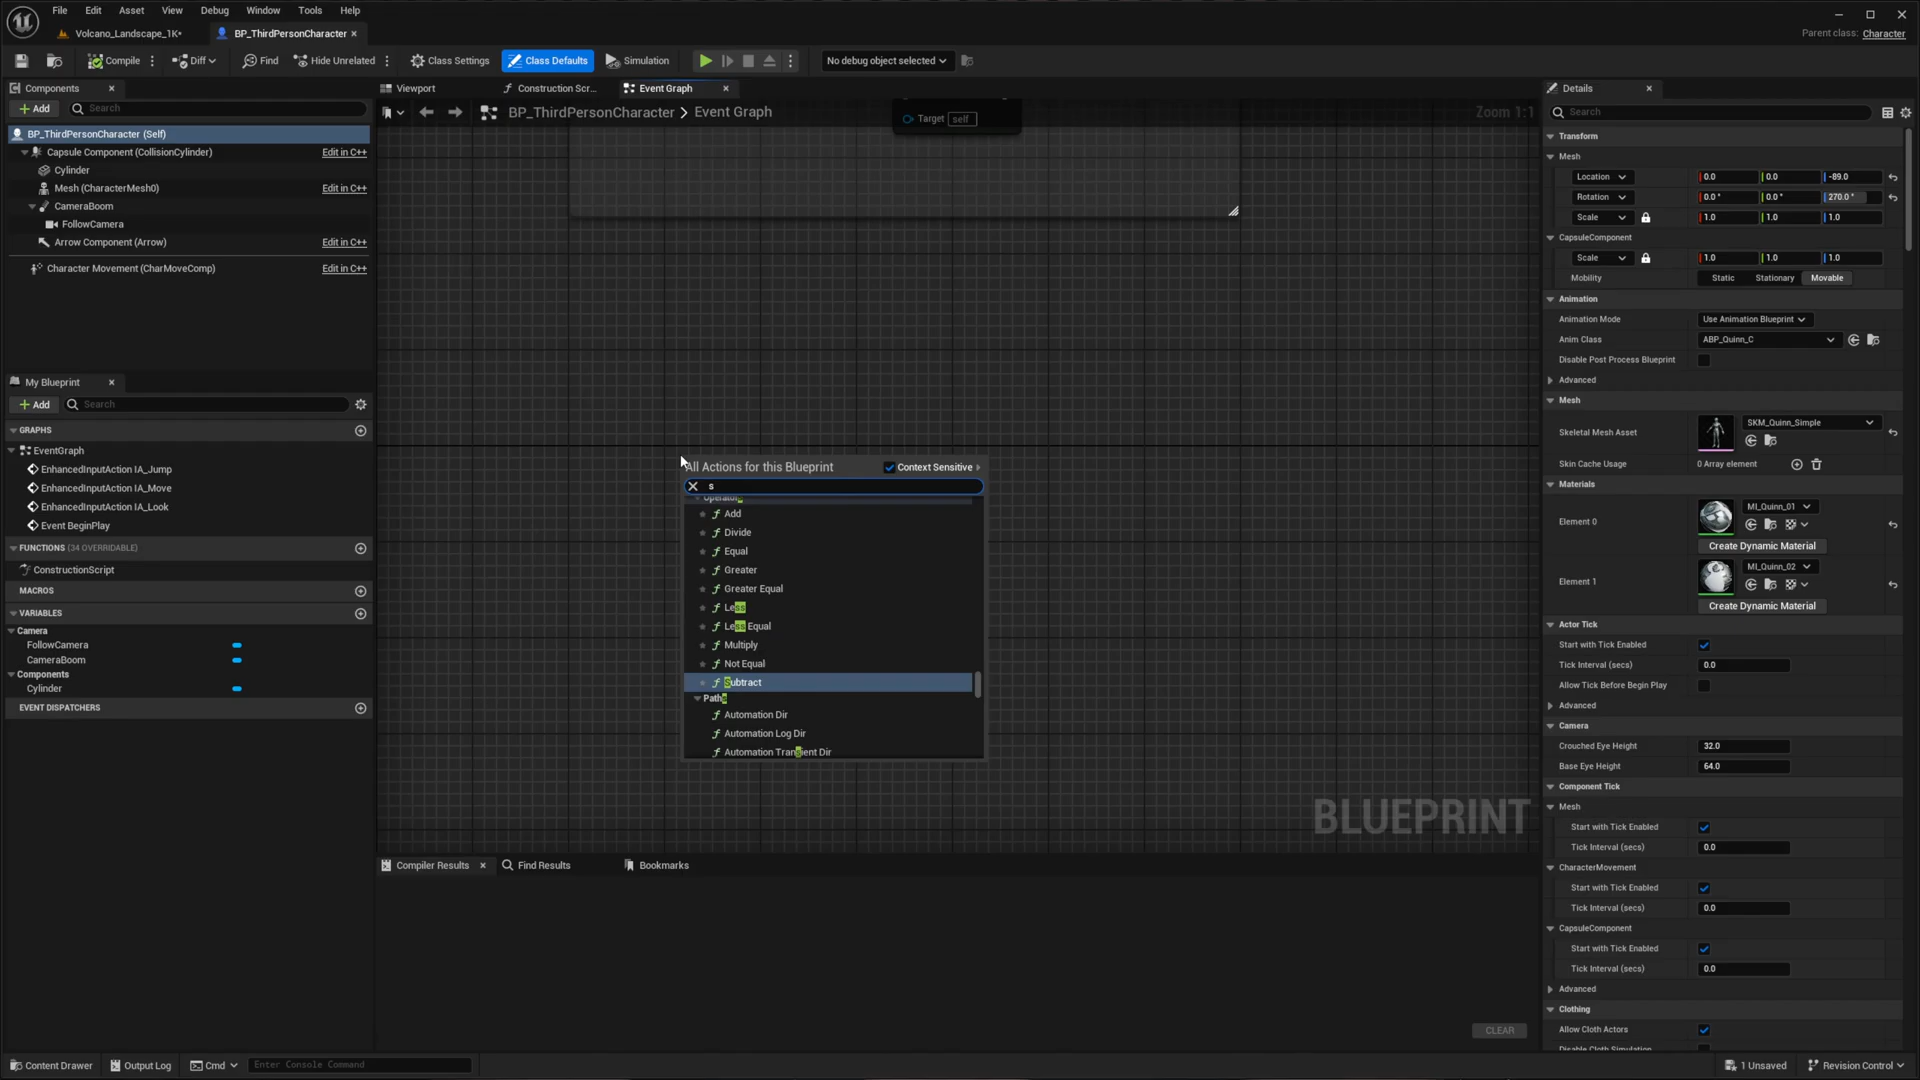 File Edit Asset View Debug Window Tools Help
Volcano_Landscape_1K*
BP_ThirdPersonCharacter
Parent class: Character
Compile
Diff
Find
Hide Unrelated
Class Settings
Class Defaults
Simulation
No debug object selected
Components
Add
Search
BP_ThirdPersonCharacter (Self)
Capsule Component (CollisionCylinder) Edit in C++
Cylinder
Mesh (CharacterMesh0) Edit in C++
CameraBoom
FollowCamera
Arrow Component (Arrow) Edit in C++
Character Movement (CharMoveComp) Edit in C++
My Blueprint
Add
Search
GRAPHS
EventGraph
EnhancedInputAction IA_Jump
EnhancedInputAction IA_Move
EnhancedInputAction IA_Look
Event BeginPlay
FUNCTIONS (34 OVERRIDABLE)
ConstructionScript
MACROS
VARIABLES
Camera
FollowCamera
CameraBoom
Components
Cylinder
EVENT DISPATCHERS
Viewport
Construction Scr...
Event Graph
BP_ThirdPersonCharacter > Event Graph
Zoom 1:1
Target self
All Actions for this Blueprint
Context Sensitive
s
Operators
Add
Divide
Equal
Greater
Greater Equal
Less
Less Equal
Multiply
Not Equal
Subtract
Paths
Automation Dir
Automation Log Dir
Automation Transient Dir
BLUEPRINT
Compiler Results
Find Results
Bookmarks
CLEAR
Details
Search
Transform
Mesh
Location 0.0 0.0 -89.0
Rotation 0.0 ° 0.0 ° 270.0 °
Scale 1.0 1.0 1.0
CapsuleComponent
Scale 1.0 1.0 1.0
Mobility Static Stationary Movable
Animation
Animation Mode Use Animation Blueprint
Anim Class ABP_Quinn_C
Disable Post Process Blueprint
Advanced
Mesh
Skeletal Mesh Asset SKM_Quinn_Simple
Skin Cache Usage 0 Array element
Materials
Element 0 MI_Quinn_01
Create Dynamic Material
Element 1 MI_Quinn_02
Create Dynamic Material
Actor Tick
Start with Tick Enabled
Tick Interval (secs) 0.0
Allow Tick Before Begin Play
Advanced
Camera
Crouched Eye Height 32.0
Base Eye Height 64.0
Component Tick
Mesh
Start with Tick Enabled
Tick Interval (secs) 0.0
CharacterMovement
Start with Tick Enabled
Tick Interval (secs) 0.0
CapsuleComponent
Start with Tick Enabled
Tick Interval (secs) 0.0
Advanced
Clothing
Allow Cloth Actors
Disable Cloth Simulation
Content Drawer
Output Log
Cmd
Enter Console Command
1 Unsaved
Revision Control